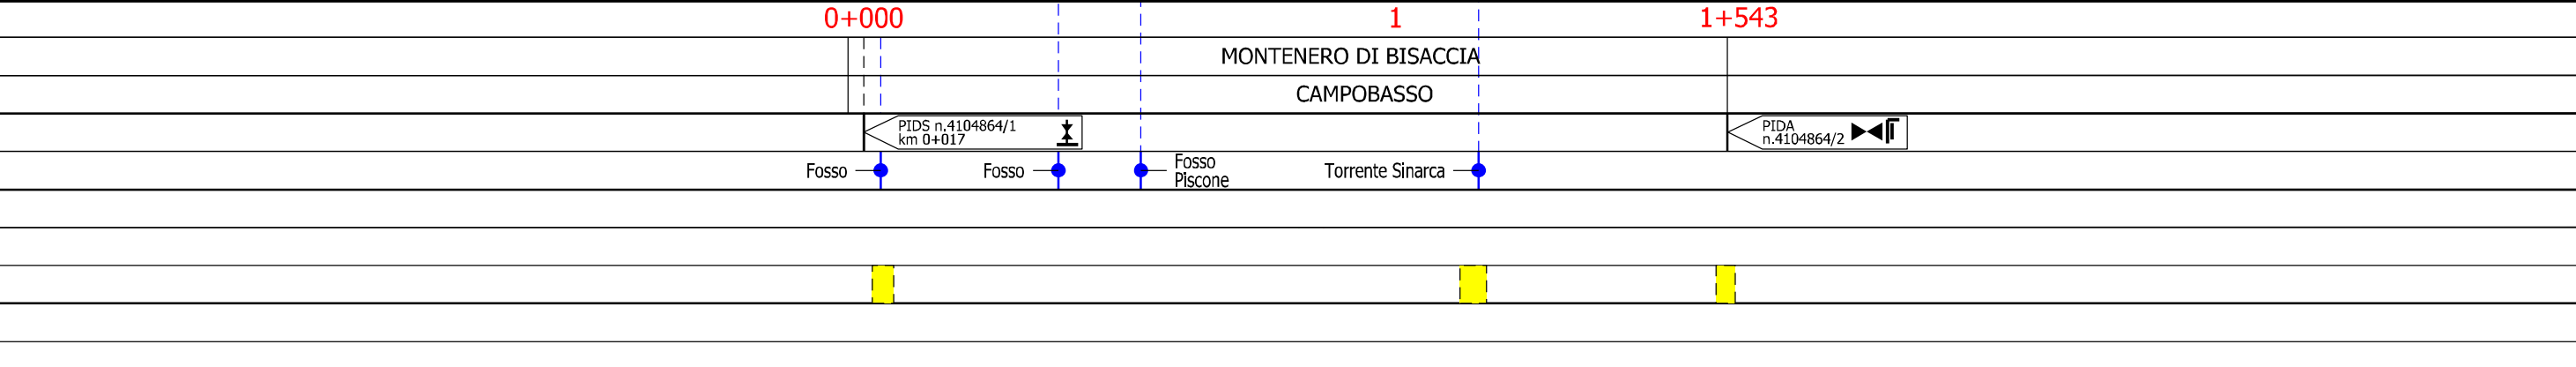 0+000
1
1+543
MONTENERO DI BISACCIA
CAMPOBASSO
PIDS n.4104864/1
km 0+017
PIDA
n.4104864/2
Fosso
Fosso
Fosso
Piscone
Torrente Sinarca